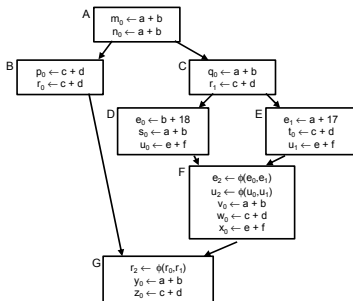 A
m₀ ← a + b
n₀ ← a + b
B
p₀ ← c + d
r₀ ← c + d
C
q₀ ← a + b
r₁ ← c + d
D
e₀ ← b + 18
s₀ ← a + b
u₀ ← e + f
E
e₁ ← a + 17
t₀ ← c + d
u₁ ← e + f
F
e₂ ← ϕ(e₀,e₁)
u₂ ← ϕ(u₀,u₁)
v₀ ← a + b
w₀ ← c + d
x₀ ← e + f
G
r₂ ← ϕ(r₀,r₁)
y₀ ← a + b
z₀ ← c + d